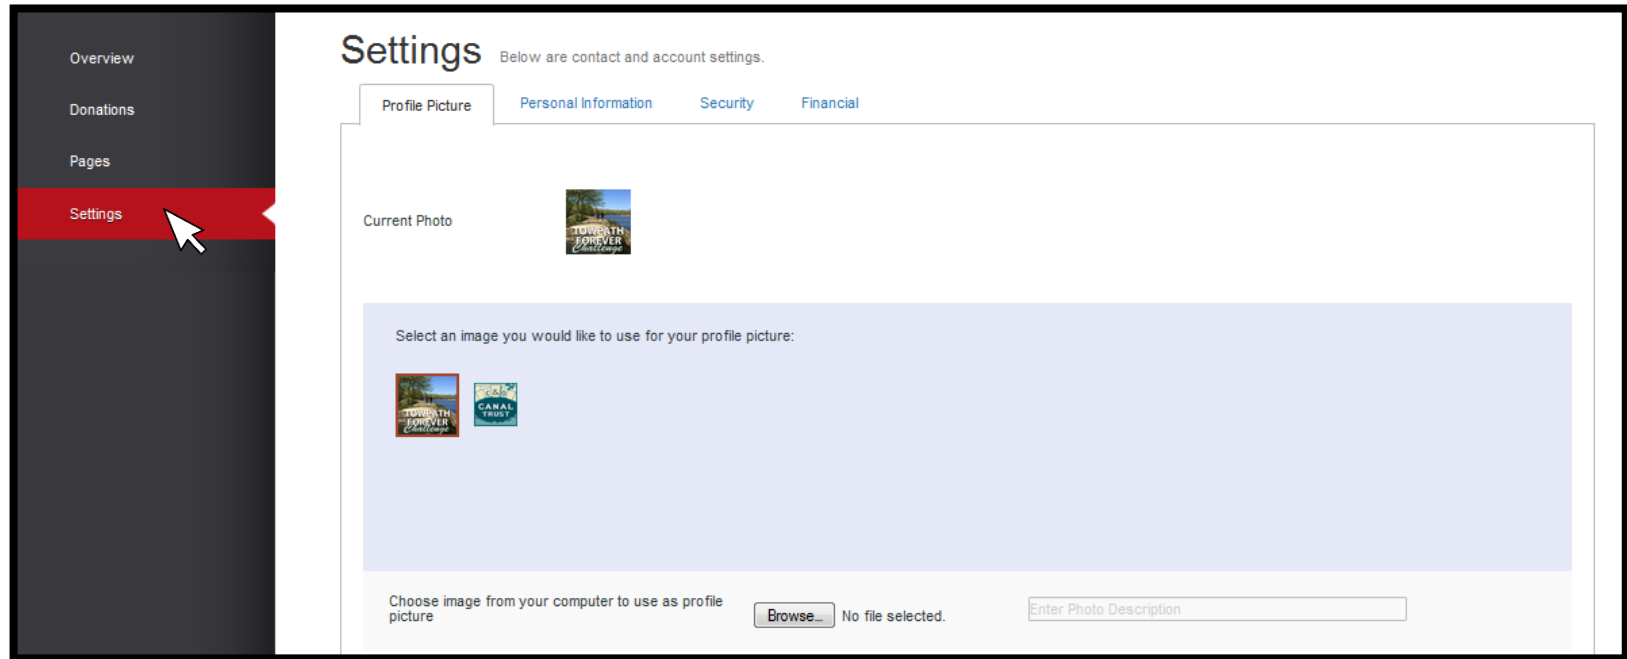 Overview
Donations
Pages
Settings
Settings Below are contact and account settings.
Profile Picture Personal Information Security Financial
Current Photo
TOWPATH
FOREVER
Challenge
Select an image you would like to use for your profile picture:
TOWPATH
FOREVER
Challenge
C&O
CANAL
TRUST
Choose image from your computer to use as profile
picture
Browse... No file selected.
Enter Photo Description